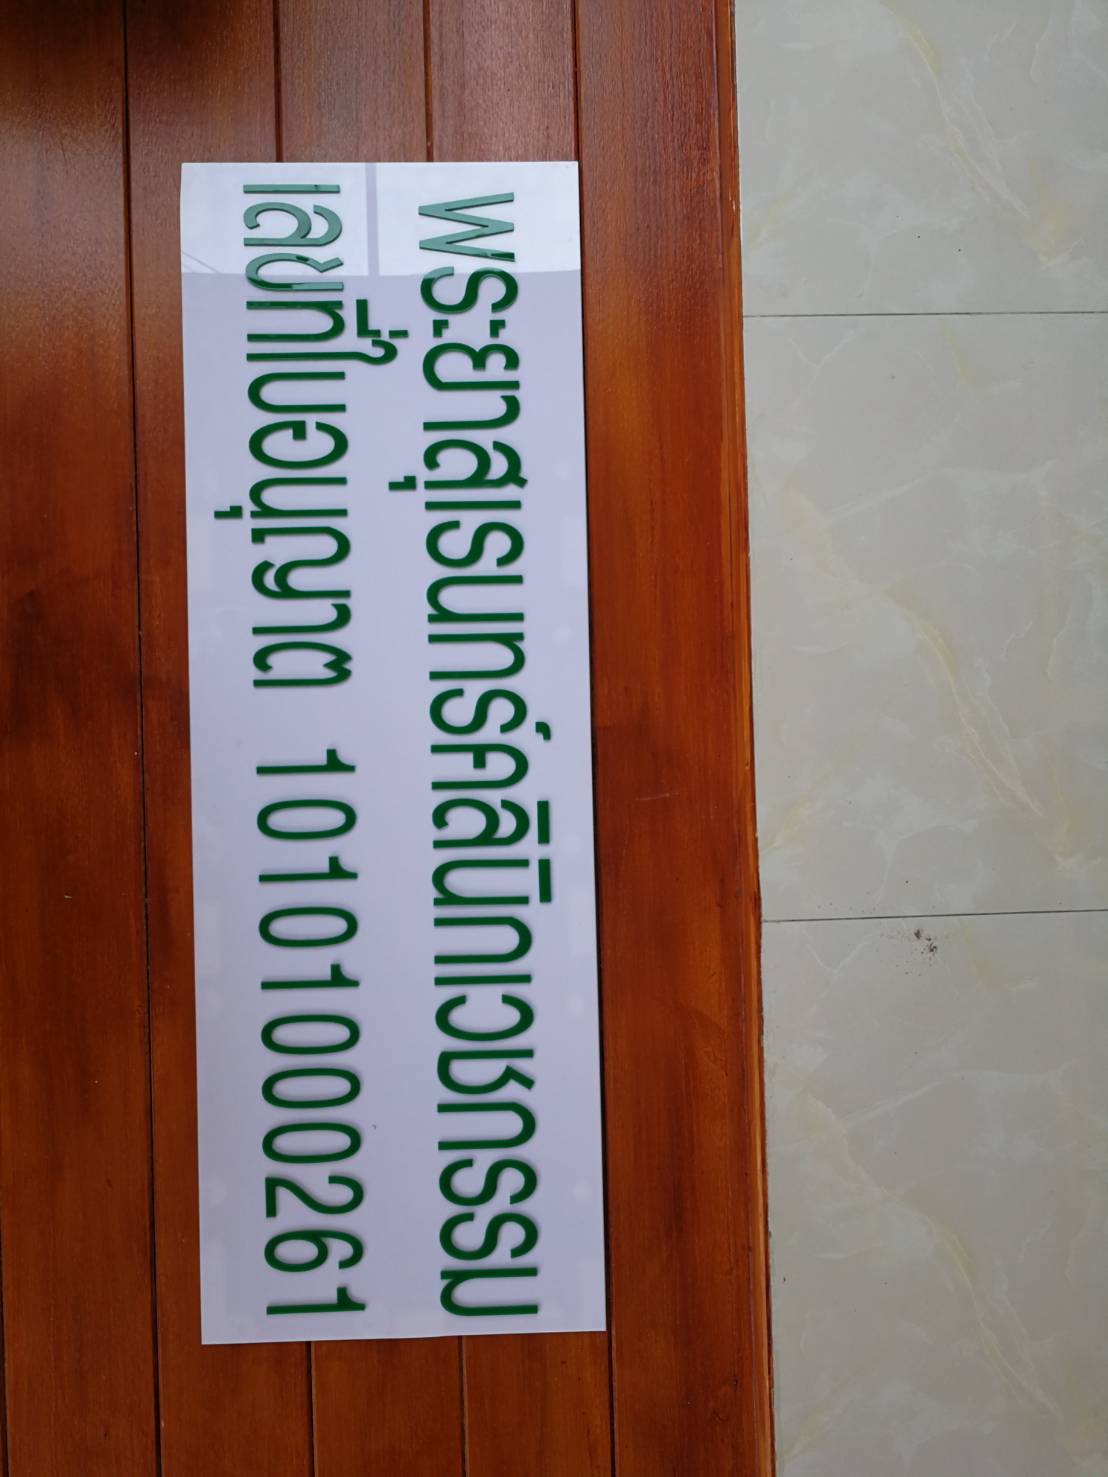 พระยาสุเรนทร์คลินิกเวชกรรม
เลขที่ใบอนุญาต 10101000261